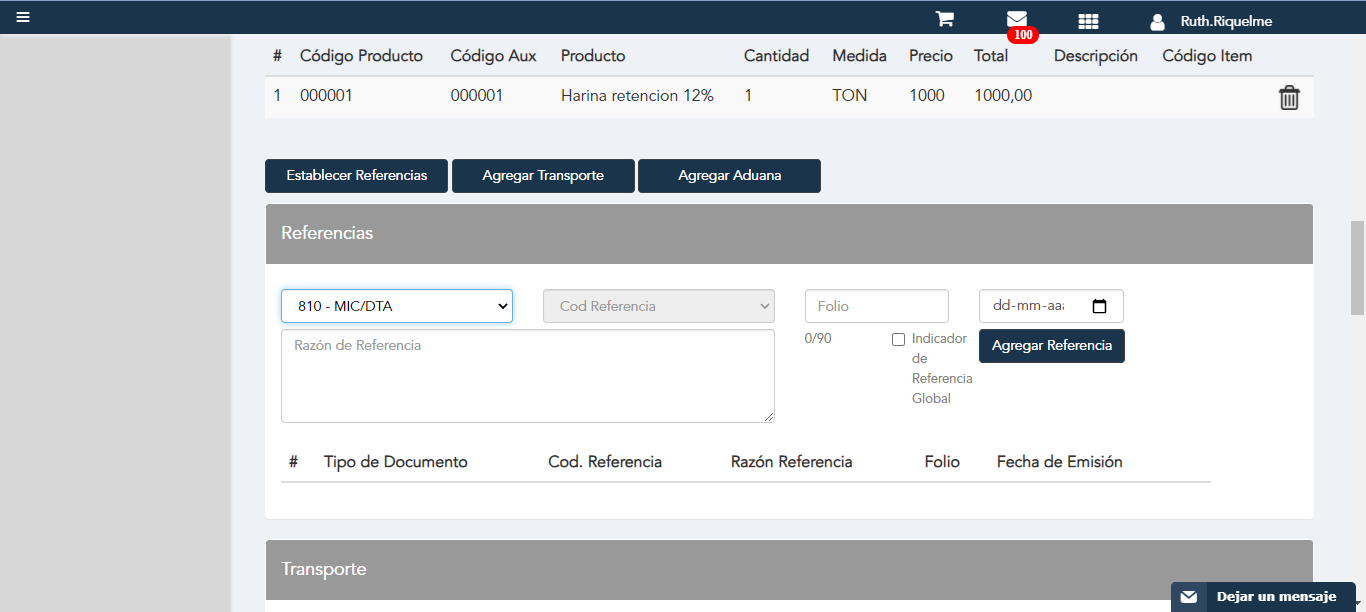 Ruth.Riquelme
100
# Código Producto Código Aux Producto Cantidad Medida Precio Total Descripción Código Item
1 000001 000001 Harina retencion 12% 1 TON 1000 1000,00
Establecer Referencias Agregar Transporte Agregar Aduana
Referencias
810 - MIC/DTA Cod Referencia Folio dd-mm-aa
Razón de Referencia 0/90 Indicador Agregar Referencia
de
Referencia
Global
# Tipo de Documento Cod. Referencia Razón Referencia Folio Fecha de Emisión
Transporte
Dejar un mensaje